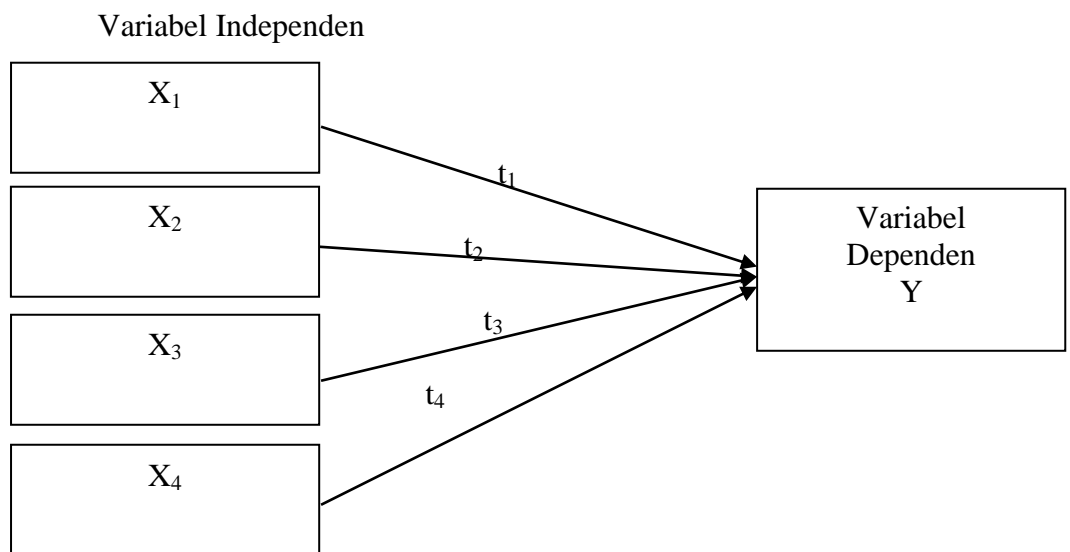 Variabel Independen
X₁
t₁
X₂
t₂
Variabel
Dependen
Y
X₃
t₃
X₄
t₄